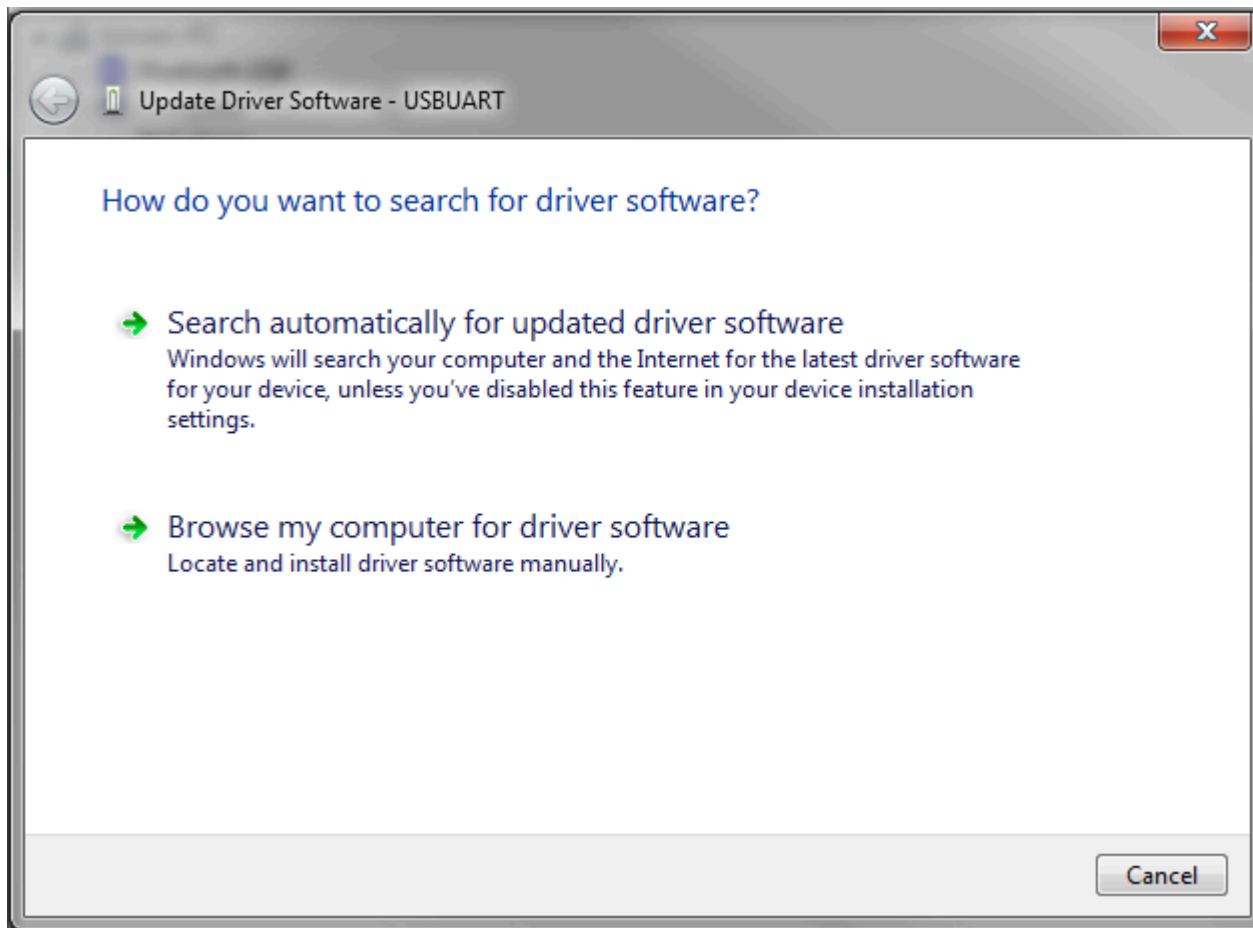 Update Driver Software - USBUART
How do you want to search for driver software?
Search automatically for updated driver software
Windows will search your computer and the Internet for the latest driver software
for your device, unless you've disabled this feature in your device installation
settings.
Browse my computer for driver software
Locate and install driver software manually.
Cancel